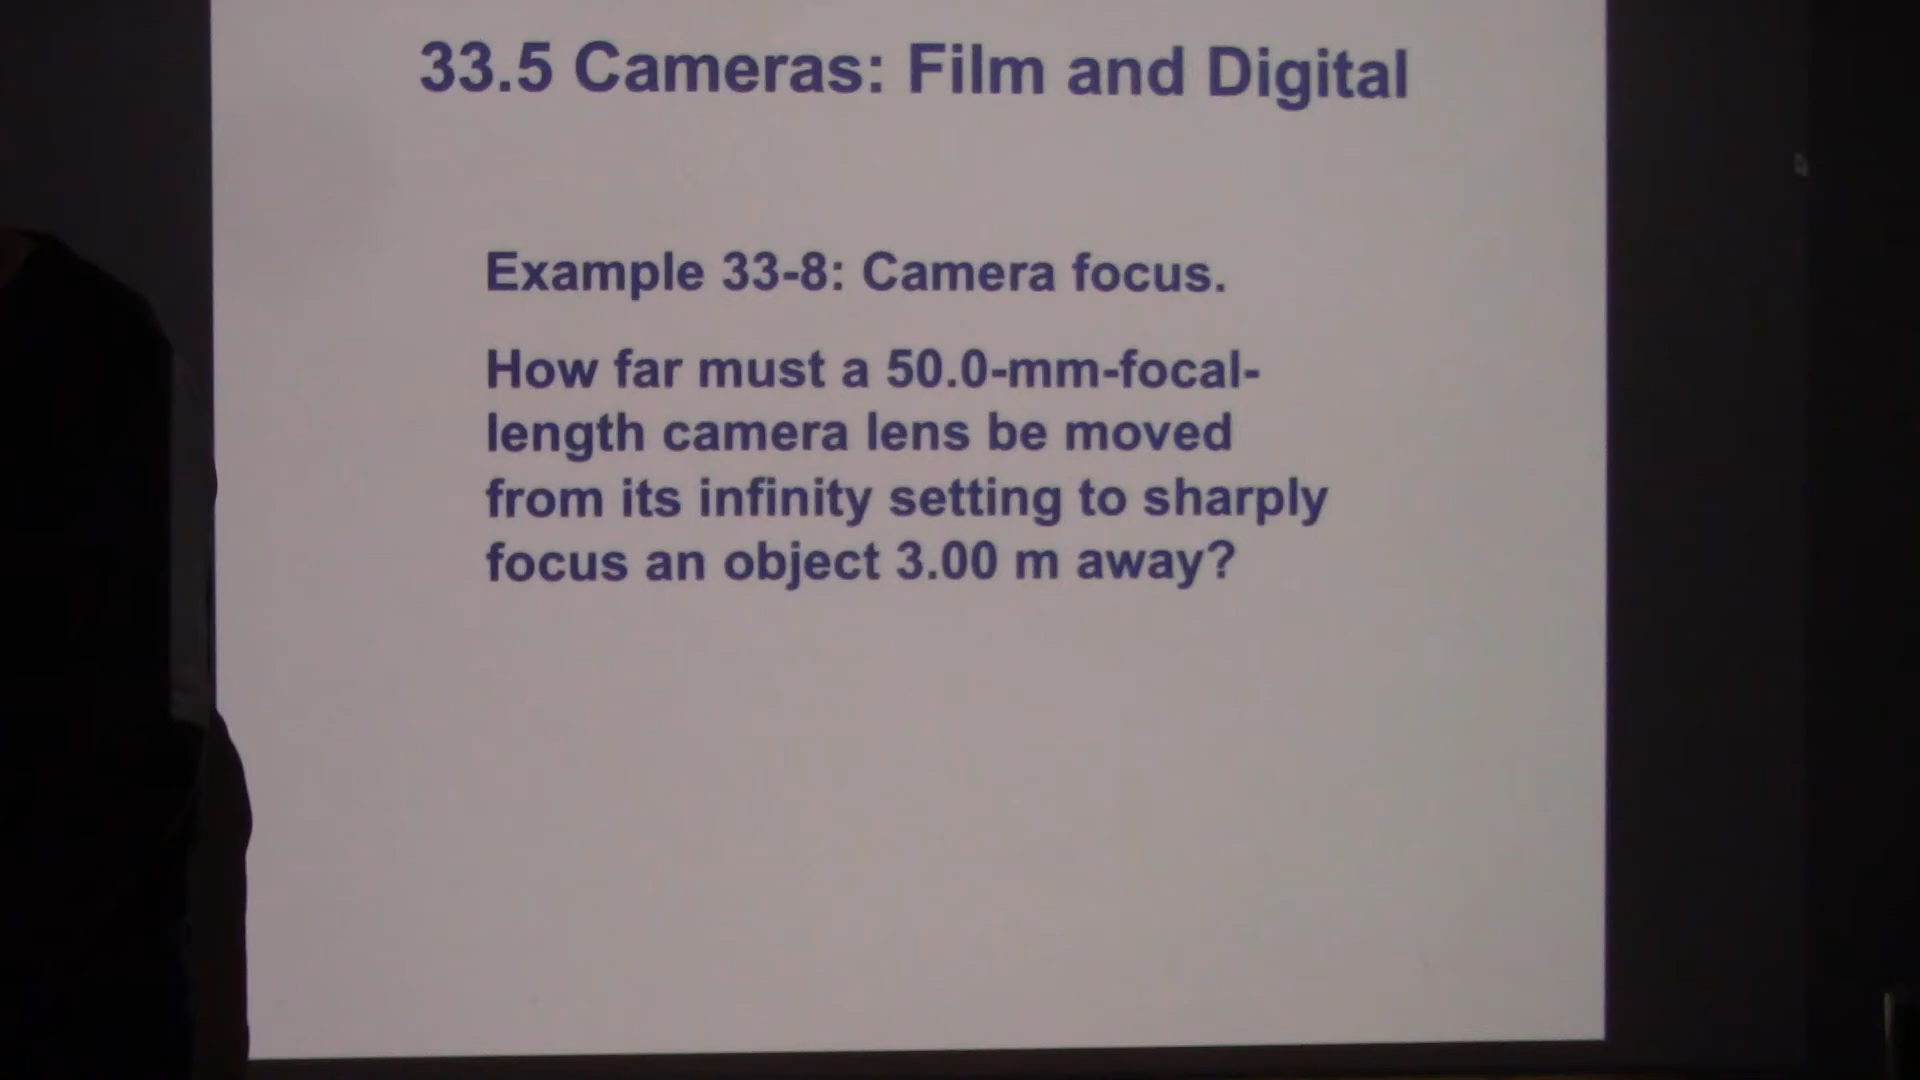 33.5 Cameras: Film and Digital
Example 33-8: Camera focus.
How far must a 50.0-mm-focal-
length camera lens be moved
from its infinity setting to sharply
focus an object 3.00 m away?